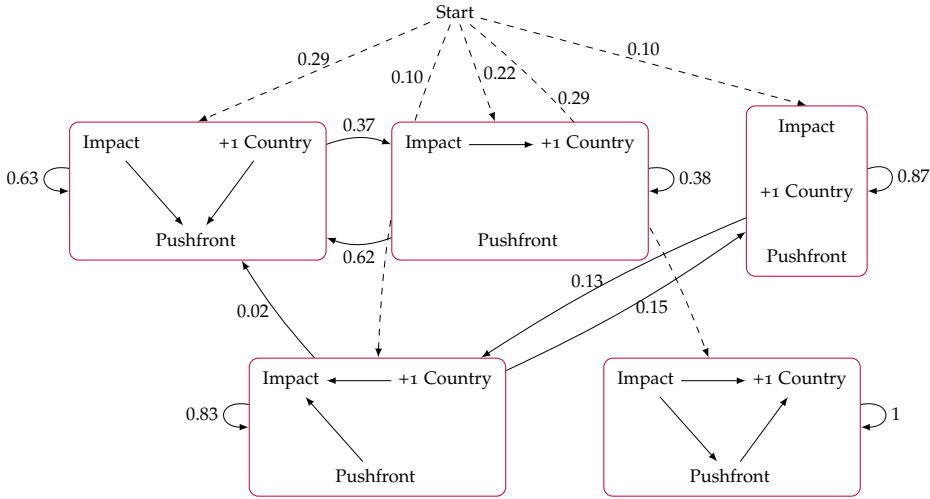 Start
0.29
0.10
0.22
0.29
0.10
Impact +1 Country
Pushfront
0.63
0.37
0.62
Impact +1 Country
Pushfront
0.38
Impact
+1 Country
Pushfront
0.87
0.02
0.13
0.15
Impact +1 Country
Pushfront
0.83
Impact +1 Country
Pushfront
1